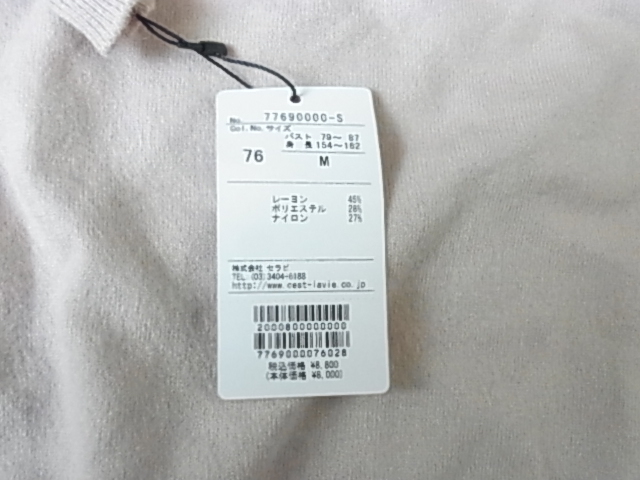 No. 77690000-S
Col.No. サイズ
バスト 79～ 87
身 長 154～162
76 M
レーヨン 45%
ポリエステル 28%
ナイロン 27%
株式会社 セラビ
TEL (03)3404-6188
http://www.cest-lavie.co.jp
2000800000000
7769000076028
税込価格 ¥8,800
(本体価格 ¥8,000)